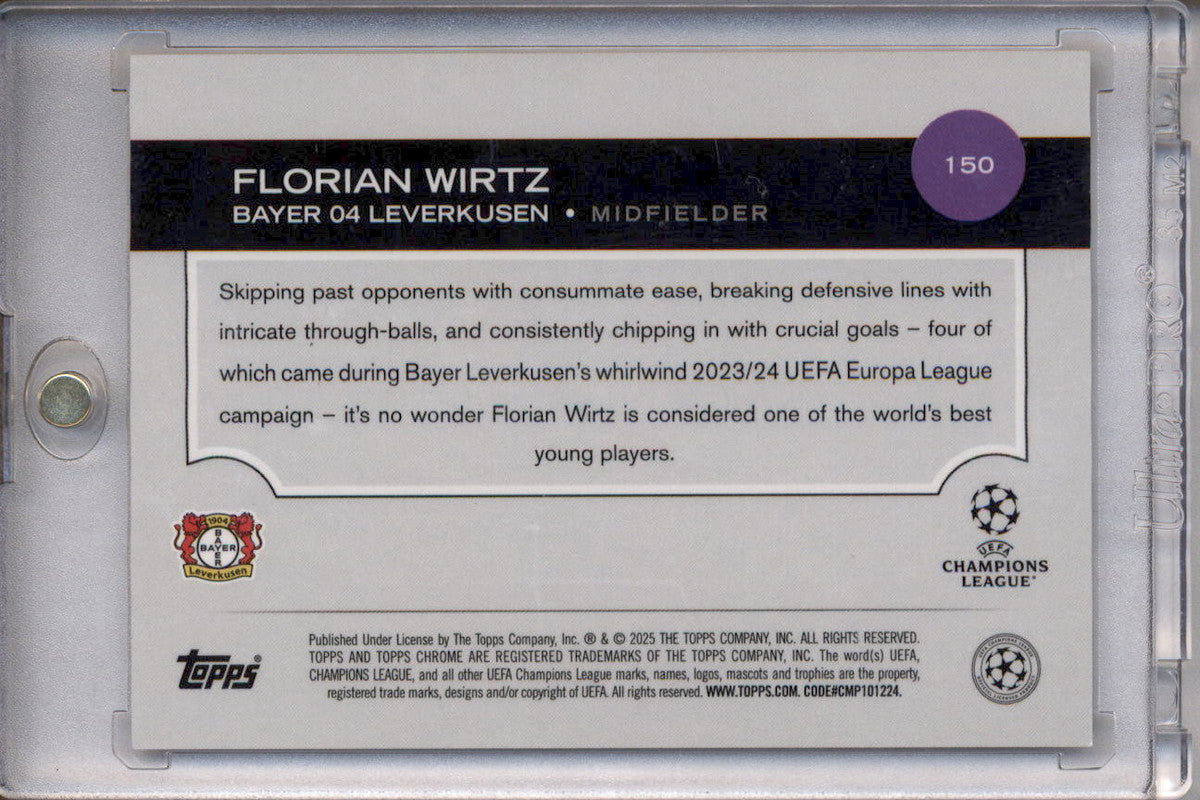 150
FLORIAN WIRTZ
BAYER 04 LEVERKUSEN • MIDFIELDER
Skipping past opponents with consummate ease, breaking defensive lines with
intricate through-balls, and consistently chipping in with crucial goals – four of
which came during Bayer Leverkusen's whirlwind 2023/24 UEFA Europa League
campaign – it's no wonder Florian Wirtz is considered one of the world's best
young players.
1904
BAYER
BAYER
Leverkusen
UEFA
CHAMPIONS
LEAGUE®
topps®
Published Under License by The Topps Company, Inc. ® & © 2025 THE TOPPS COMPANY, INC. ALL RIGHTS RESERVED.
TOPPS AND TOPPS CHROME ARE REGISTERED TRADEMARKS OF THE TOPPS COMPANY, INC. The word(s) UEFA,
CHAMPIONS LEAGUE, and all other UEFA Champions League marks, names, logos, mascots and trophies are the property,
registered trade marks, designs and/or copyright of UEFA. All rights reserved. WWW.TOPPS.COM. CODE#CMP101224.
UltraPRO® 35 M2